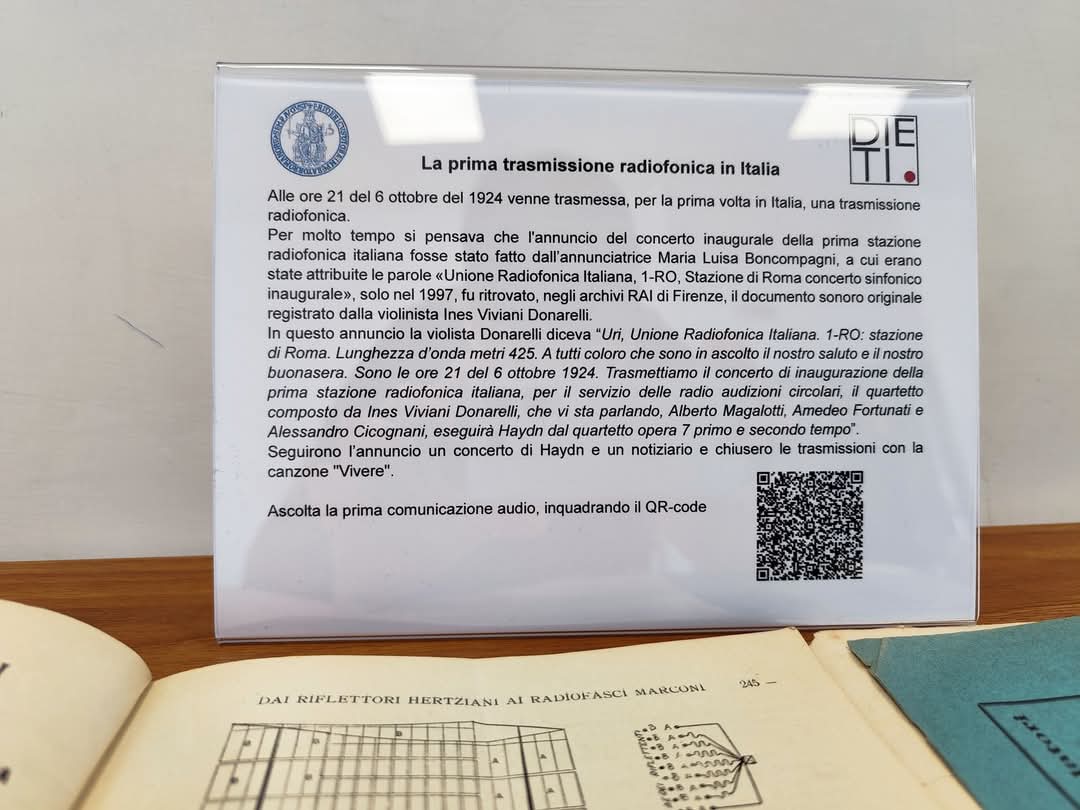 DIE
TI.
La prima trasmissione radiofonica in Italia
Alle ore 21 del 6 ottobre del 1924 venne trasmessa, per la prima volta in Italia, una trasmissione
radiofonica.
Per molto tempo si pensava che l'annuncio del concerto inaugurale della prima stazione
radiofonica italiana fosse stato fatto dall'annunciatrice Maria Luisa Boncompagni, a cui erano
state attribuite le parole «Unione Radiofonica Italiana, 1-RO, Stazione di Roma concerto sinfonico
inaugurale», solo nel 1997, fu ritrovato, negli archivi RAI di Firenze, il documento sonoro originale
registrato dalla violinista Ines Viviani Donarelli.
In questo annuncio la violista Donarelli diceva “Uri, Unione Radiofonica Italiana. 1-RO: stazione
di Roma. Lunghezza d'onda metri 425. A tutti coloro che sono in ascolto il nostro saluto e il nostro
buonasera. Sono le ore 21 del 6 ottobre 1924. Trasmettiamo il concerto di inaugurazione della
prima stazione radiofonica italiana, per il servizio delle radio audizioni circolari, il quartetto
composto da Ines Viviani Donarelli, che vi sta parlando, Alberto Magalotti, Amedeo Fortunati e
Alessandro Cicognani, eseguirà Haydn dal quartetto opera 7 primo e secondo tempo”.
Seguirono l'annuncio un concerto di Haydn e un notiziario e chiusero le trasmissioni con la
canzone "Vivere".
Ascolta la prima comunicazione audio, inquadrando il QR-code
DAI RIFLETTORI HERTZIANI AI RADIOFASCI MARCONI 245 —